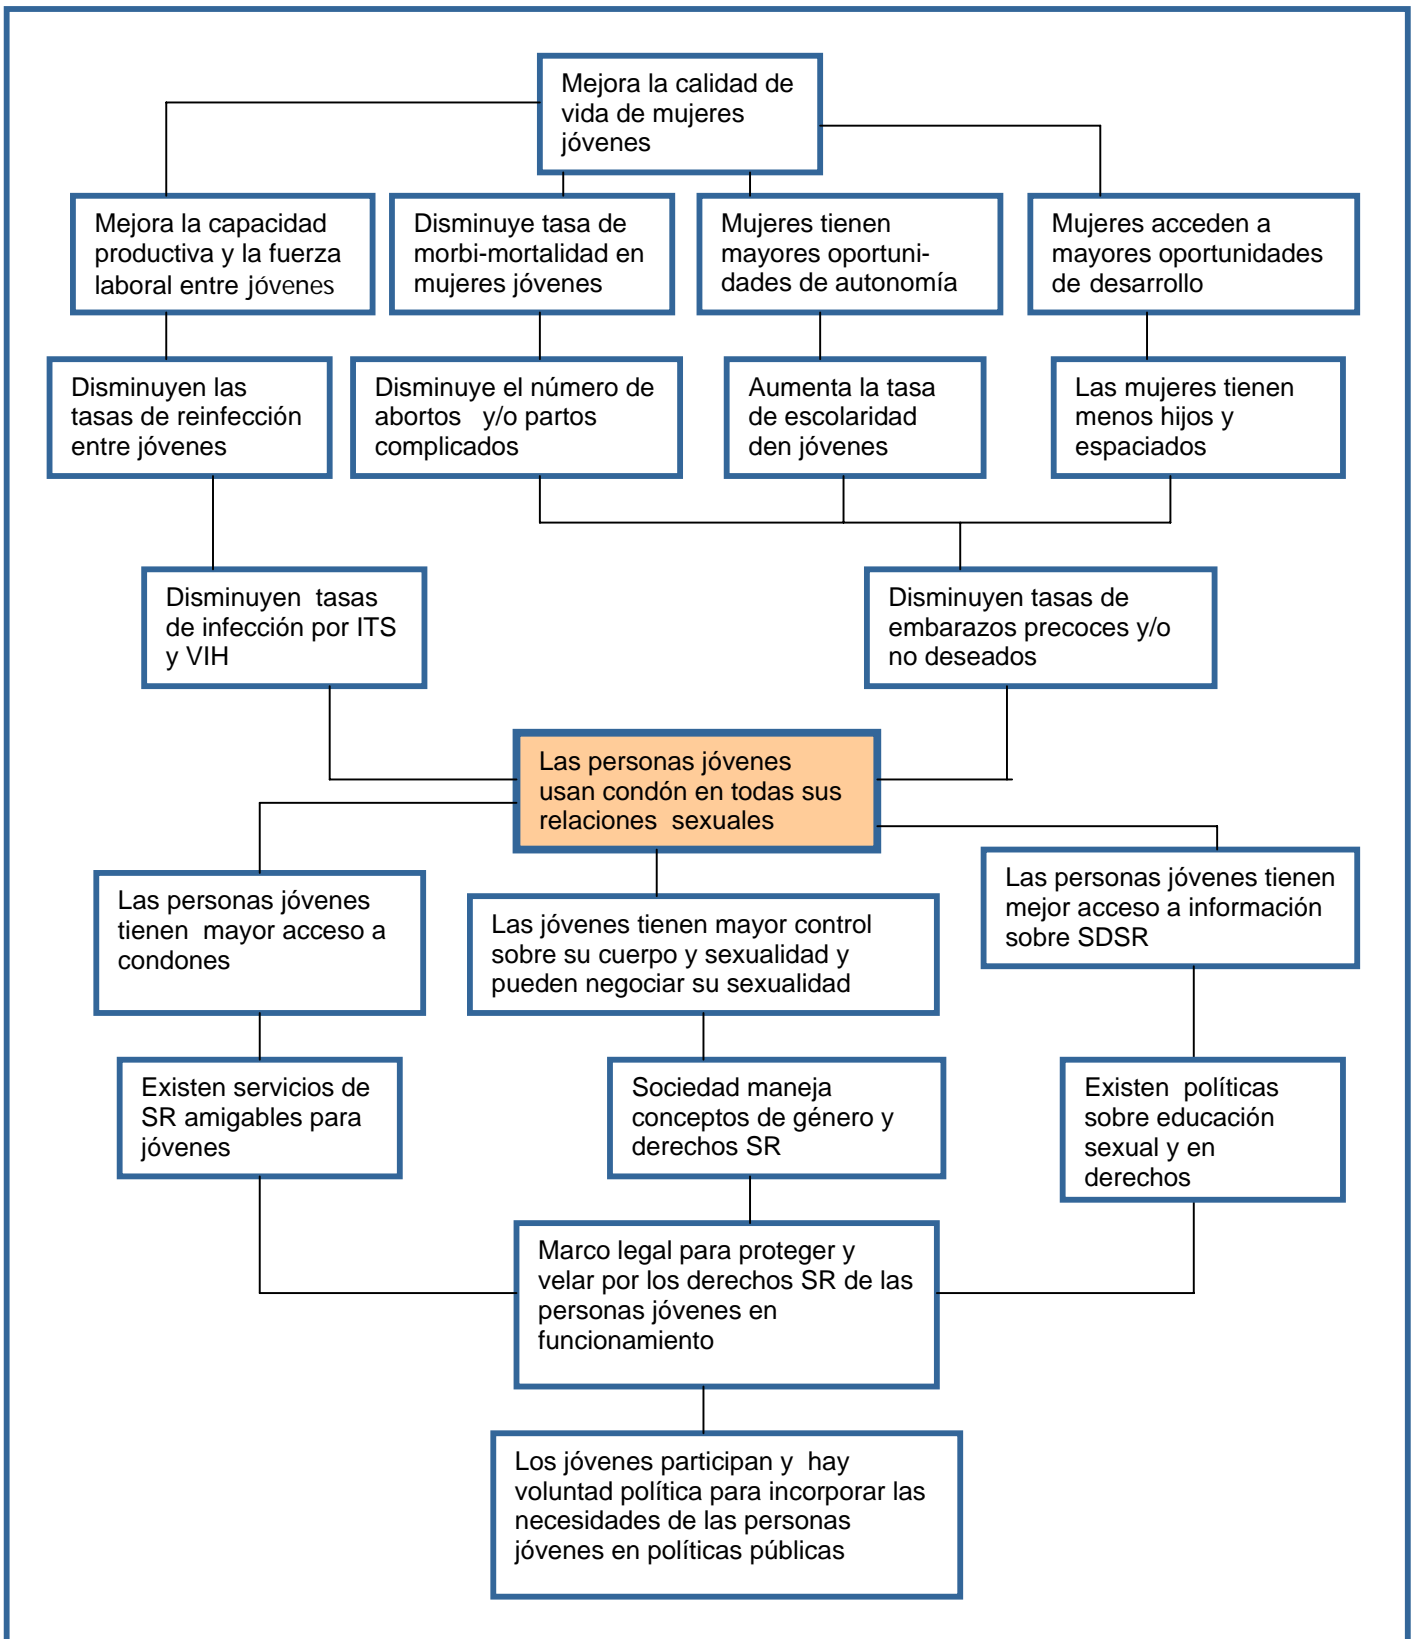 Mejora la calidad de
vida de mujeres
jóvenes
Mejora la capacidad
productiva y la fuerza
laboral entre jóvenes
Disminuye tasa de
morbi-mortalidad en
mujeres jóvenes
Mujeres tienen
mayores oportuni-
dades de autonomía
Mujeres acceden a
mayores oportunidades
de desarrollo
Disminuyen las
tasas de reinfección
entre jóvenes
Disminuye el número de
abortos y/o partos
complicados
Aumenta la tasa
de escolaridad
den jóvenes
Las mujeres tienen
menos hijos y
espaciados
Disminuyen tasas
de infección por ITS
y VIH
Disminuyen tasas de
embarazos precoces y/o
no deseados
Las personas jóvenes
usan condón en todas sus
relaciones sexuales
Las personas jóvenes
tienen mayor acceso a
condones
Las jóvenes tienen mayor control
sobre su cuerpo y sexualidad y
pueden negociar su sexualidad
Las personas jóvenes tienen
mejor acceso a información
sobre SDSR
Existen servicios de
SR amigables para
jóvenes
Sociedad maneja
conceptos de género y
derechos SR
Existen políticas
sobre educación
sexual y en
derechos
Marco legal para proteger y
velar por los derechos SR de las
personas jóvenes en
funcionamiento
Los jóvenes participan y hay
voluntad política para incorporar las
necesidades de las personas
jóvenes en políticas públicas